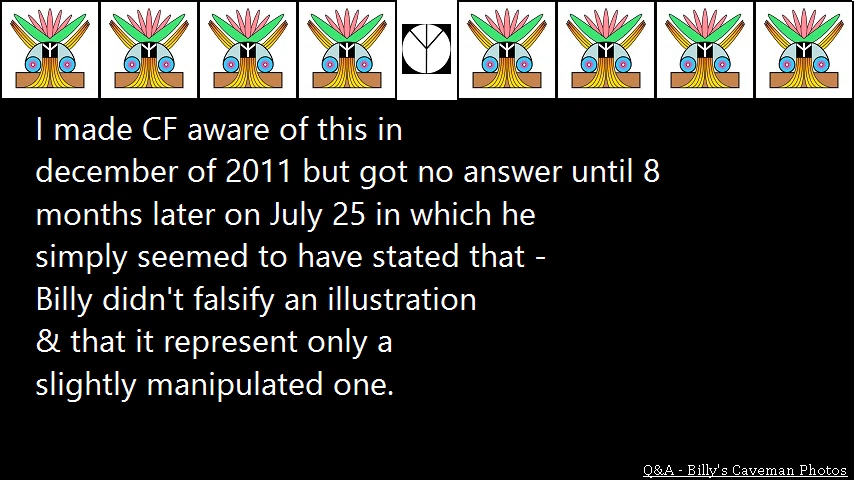 I made CF aware of this in
december of 2011 but got no answer until 8
months later on July 25 in which he
simply seemed to have stated that -
Billy didn't falsify an illustration
& that it represent only a
slightly manipulated one.
Q&A - Billy's Caveman Photos